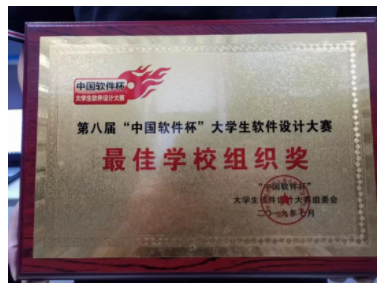 中国软件杯
大学生软件设计大赛
第八届“中国软件杯”大学生软件设计大赛
最佳学校组织奖
“中国软件杯”
大学生软件设计大赛组委会
二〇一九年七月